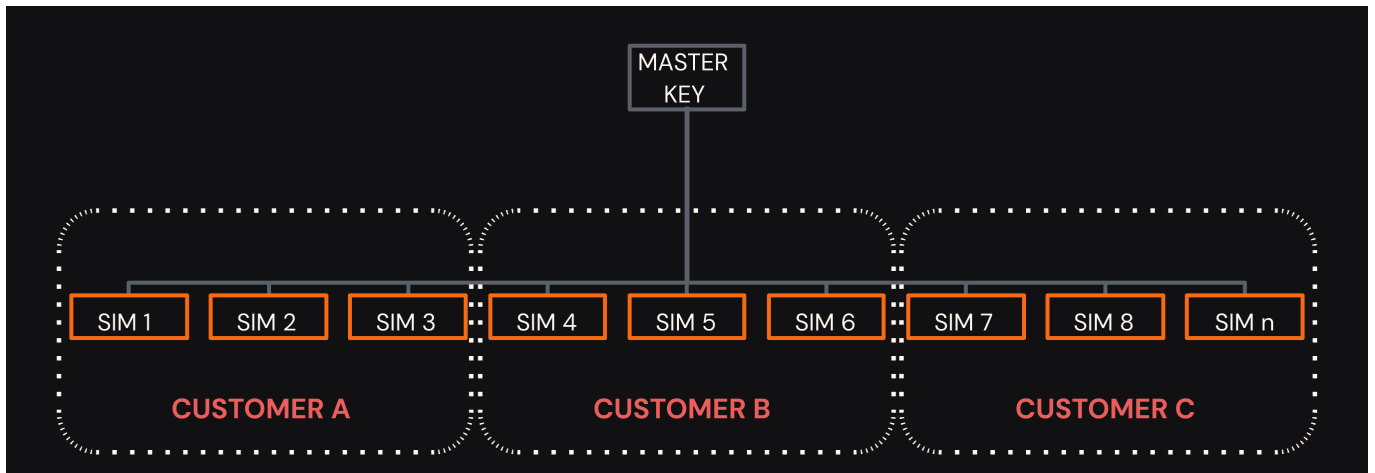 MASTER
KEY
SIM 1 SIM 2 SIM 3 SIM 4 SIM 5 SIM 6 SIM 7 SIM 8 SIM n
CUSTOMER A CUSTOMER B CUSTOMER C